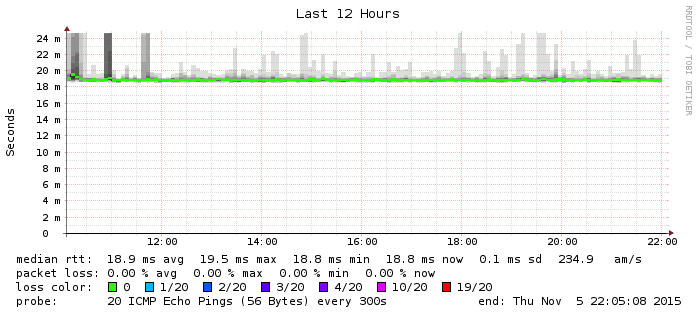 Last 12 Hours
RRDTOOL / TOBI OETIKER
Seconds
24 m
22 m
20 m
18 m
16 m
14 m
12 m
10 m
8 m
6 m
4 m
2 m
0
12:00 14:00 16:00 18:00 20:00 22:00
median rtt: 18.9 ms avg 19.5 ms max 18.8 ms min 18.8 ms now 0.1 ms sd 234.9 am/s
packet loss: 0.00 % avg 0.00 % max 0.00 % min 0.00 % now
loss color: 0 1/20 2/20 3/20 4/20 10/20 19/20
probe: 20 ICMP Echo Pings (56 Bytes) every 300s end: Thu Nov 5 22:05:08 2015